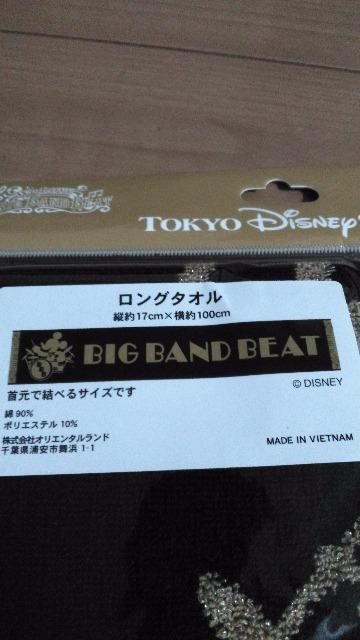 BAND BEAT
TOKYO Disney
ロングタオル
縦約17cm×横約100cm
BIG BAND BEAT
© DISNEY
首元で結べるサイズです
綿 90%
ポリエステル 10%
株式会社オリエンタルランド
千葉県浦安市舞浜 1-1
MADE IN VIETNAM